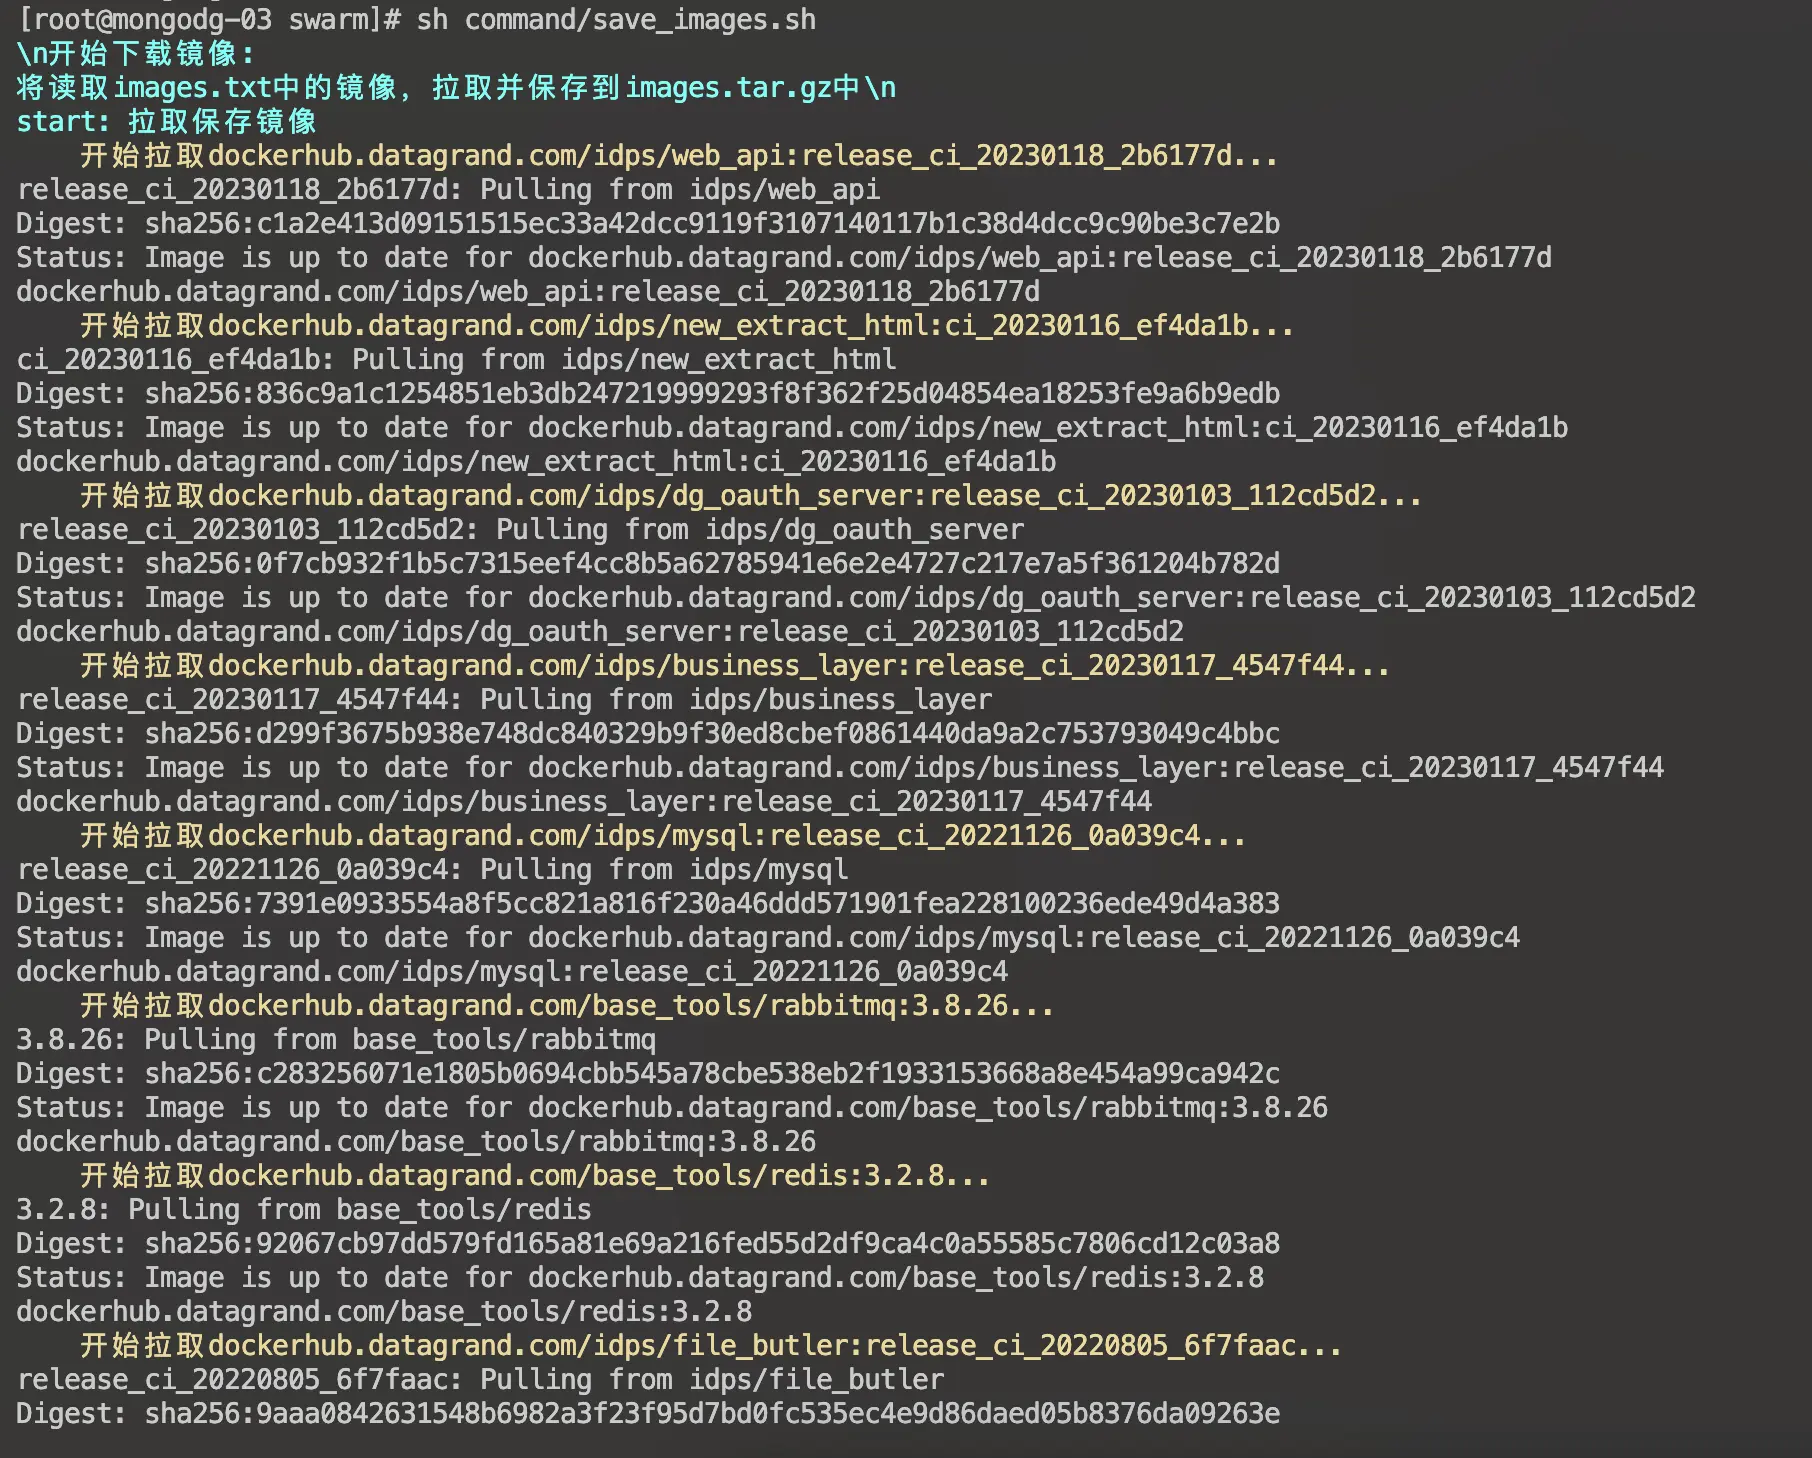 [root@mongodg-03 swarm]# sh command/save_images.sh
\n开始下载镜像:
将读取images.txt中的镜像, 拉取并保存到images.tar.gz中\n
start: 拉取保存镜像
开始拉取dockerhub.datagrand.com/idps/web_api:release_ci_20230118_2b6177d...
release_ci_20230118_2b6177d: Pulling from idps/web_api
Digest: sha256:c1a2e413d09151515ec33a42dcc9119f3107140117b1c38d4dcc9c90be3c7e2b
Status: Image is up to date for dockerhub.datagrand.com/idps/web_api:release_ci_20230118_2b6177d
dockerhub.datagrand.com/idps/web_api:release_ci_20230118_2b6177d
开始拉取dockerhub.datagrand.com/idps/new_extract_html:ci_20230116_ef4da1b...
ci_20230116_ef4da1b: Pulling from idps/new_extract_html
Digest: sha256:836c9a1c1254851eb3db247219999293f8f362f25d04854ea18253fe9a6b9edb
Status: Image is up to date for dockerhub.datagrand.com/idps/new_extract_html:ci_20230116_ef4da1b
dockerhub.datagrand.com/idps/new_extract_html:ci_20230116_ef4da1b
开始拉取dockerhub.datagrand.com/idps/dg_oauth_server:release_ci_20230103_112cd5d2...
release_ci_20230103_112cd5d2: Pulling from idps/dg_oauth_server
Digest: sha256:0f7cb932f1b5c7315eef4cc8b5a62785941e6e2e4727c217e7a5f361204b782d
Status: Image is up to date for dockerhub.datagrand.com/idps/dg_oauth_server:release_ci_20230103_112cd5d2
dockerhub.datagrand.com/idps/dg_oauth_server:release_ci_20230103_112cd5d2
开始拉取dockerhub.datagrand.com/idps/business_layer:release_ci_20230117_4547f44...
release_ci_20230117_4547f44: Pulling from idps/business_layer
Digest: sha256:d299f3675b938e748dc840329b9f30ed8cbef0861440da9a2c753793049c4bbc
Status: Image is up to date for dockerhub.datagrand.com/idps/business_layer:release_ci_20230117_4547f44
dockerhub.datagrand.com/idps/business_layer:release_ci_20230117_4547f44
开始拉取dockerhub.datagrand.com/idps/mysql:release_ci_20221126_0a039c4...
release_ci_20221126_0a039c4: Pulling from idps/mysql
Digest: sha256:7391e0933554a8f5cc821a816f230a46ddd571901fea228100236ede49d4a383
Status: Image is up to date for dockerhub.datagrand.com/idps/mysql:release_ci_20221126_0a039c4
dockerhub.datagrand.com/idps/mysql:release_ci_20221126_0a039c4
开始拉取dockerhub.datagrand.com/base_tools/rabbitmq:3.8.26...
3.8.26: Pulling from base_tools/rabbitmq
Digest: sha256:c283256071e1805b0694cbb545a78cbe538eb2f1933153668a8e454a99ca942c
Status: Image is up to date for dockerhub.datagrand.com/base_tools/rabbitmq:3.8.26
dockerhub.datagrand.com/base_tools/rabbitmq:3.8.26
开始拉取dockerhub.datagrand.com/base_tools/redis:3.2.8...
3.2.8: Pulling from base_tools/redis
Digest: sha256:92067cb97dd579fd165a81e69a216fed55d2df9ca4c0a55585c7806cd12c03a8
Status: Image is up to date for dockerhub.datagrand.com/base_tools/redis:3.2.8
dockerhub.datagrand.com/base_tools/redis:3.2.8
开始拉取dockerhub.datagrand.com/idps/file_butler:release_ci_20220805_6f7faac...
release_ci_20220805_6f7faac: Pulling from idps/file_butler
Digest: sha256:9aaa0842631548b6982a3f23f95d7bd0fc535ec4e9d86daed05b8376da09263e